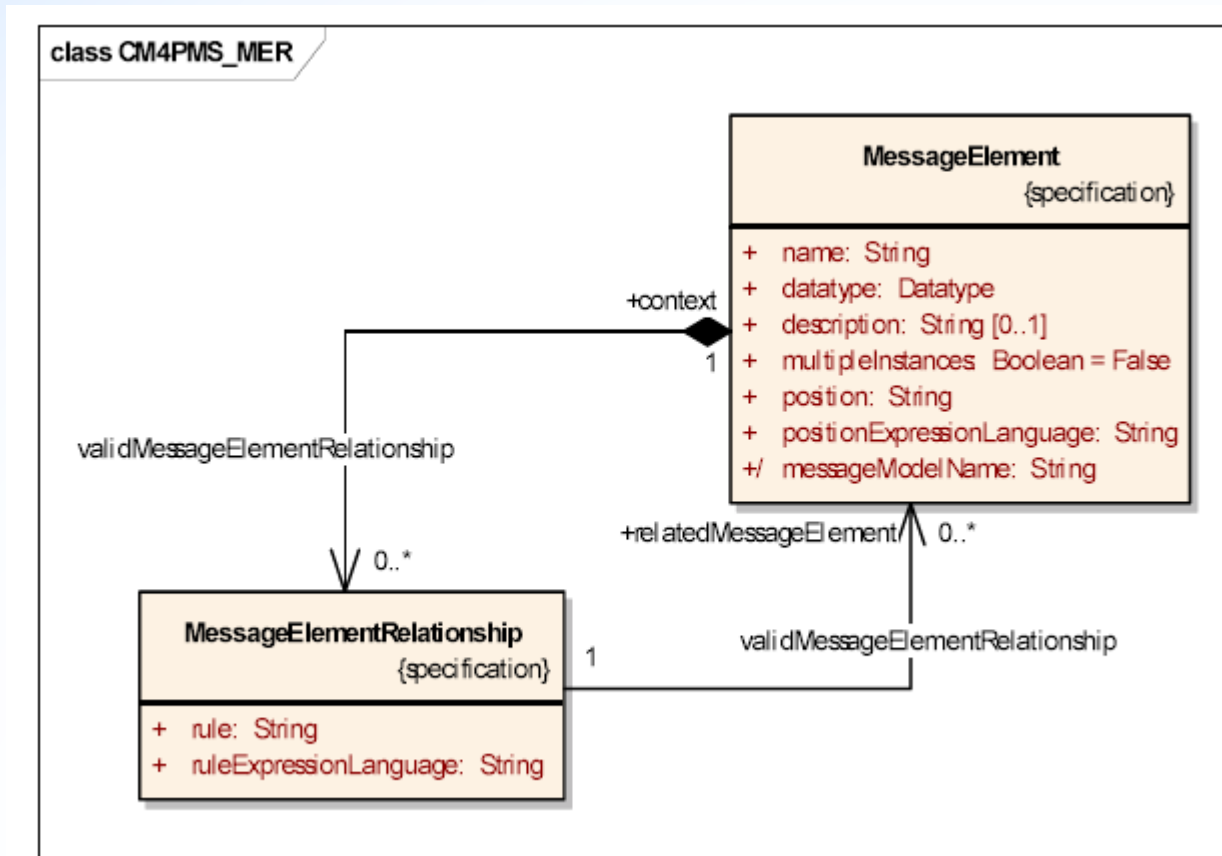 class CM4PMS_MER
MessageElement
{specification}
+ name: String
+ datatype: Datatype
+ description: String [0..1]
+ multipleInstances: Boolean = False
+ position: String
+ positionExpressionLanguage: String
+/ messageModelName: String
+context
1
validMessageElementRelationship
0..*
+relatedMessageElement
0..*
MessageElementRelationship
{specification}
+ rule: String
+ ruleExpressionLanguage: String
1
validMessageElementRelationship